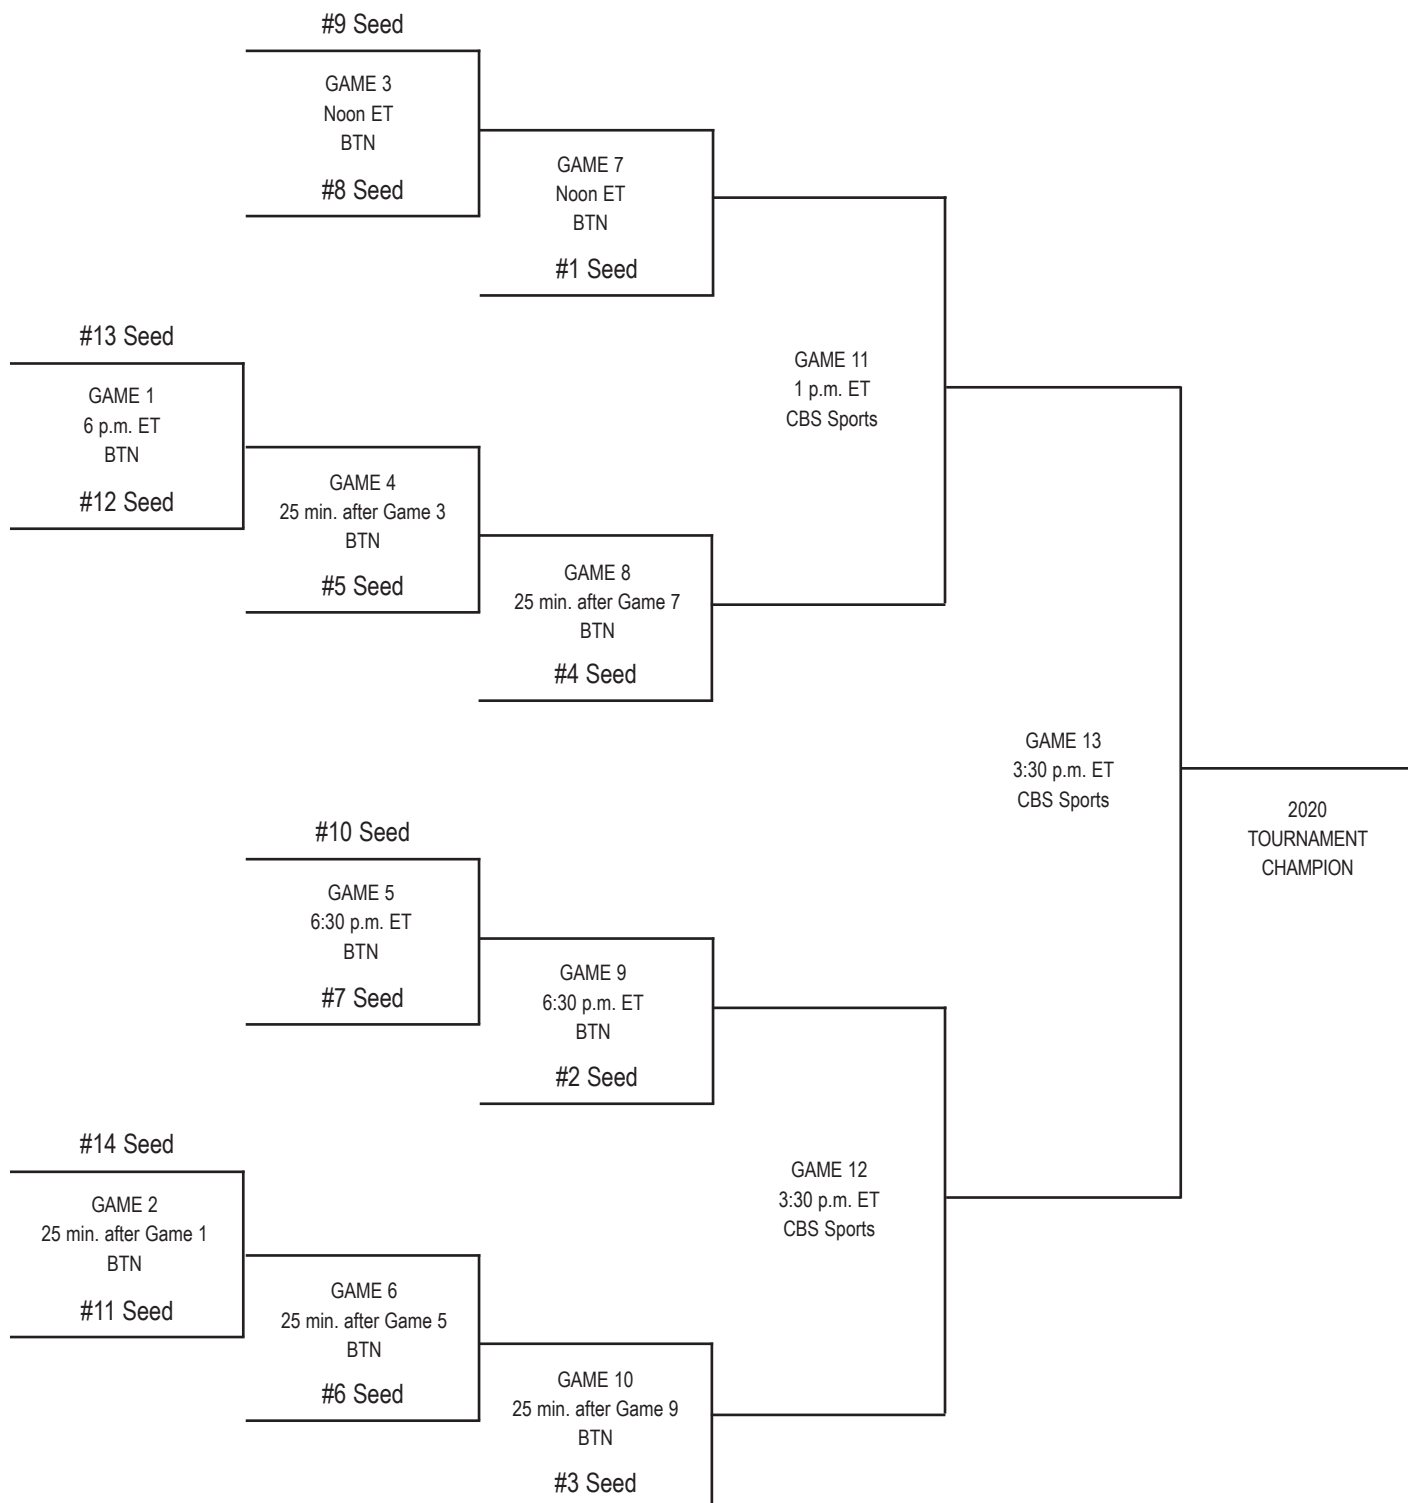 #9 Seed
GAME 3
Noon ET
BTN
#8 Seed
GAME 7
Noon ET
BTN
#1 Seed
#13 Seed
GAME 1
6 p.m. ET
BTN
#12 Seed
GAME 4
25 min. after Game 3
BTN
#5 Seed
GAME 8
25 min. after Game 7
BTN
#4 Seed
GAME 11
1 p.m. ET
CBS Sports
#10 Seed
GAME 5
6:30 p.m. ET
BTN
#7 Seed
GAME 9
6:30 p.m. ET
BTN
#2 Seed
#14 Seed
GAME 2
25 min. after Game 1
BTN
#11 Seed
GAME 6
25 min. after Game 5
BTN
#6 Seed
GAME 10
25 min. after Game 9
BTN
#3 Seed
GAME 12
3:30 p.m. ET
CBS Sports
GAME 13
3:30 p.m. ET
CBS Sports
2020
TOURNAMENT
CHAMPION